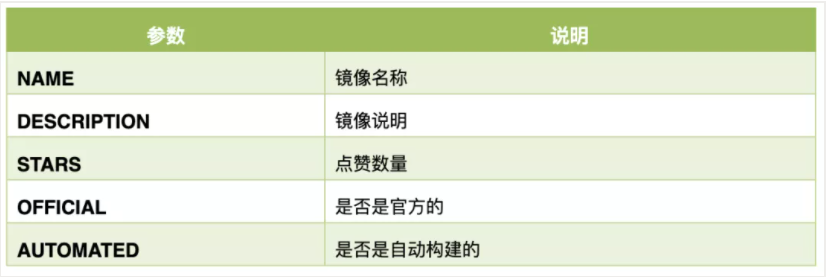 参数 说明
NAME 镜像名称
DESCRIPTION 镜像说明
STARS 点赞数量
OFFICIAL 是否是官方的
AUTOMATED 是否是自动构建的